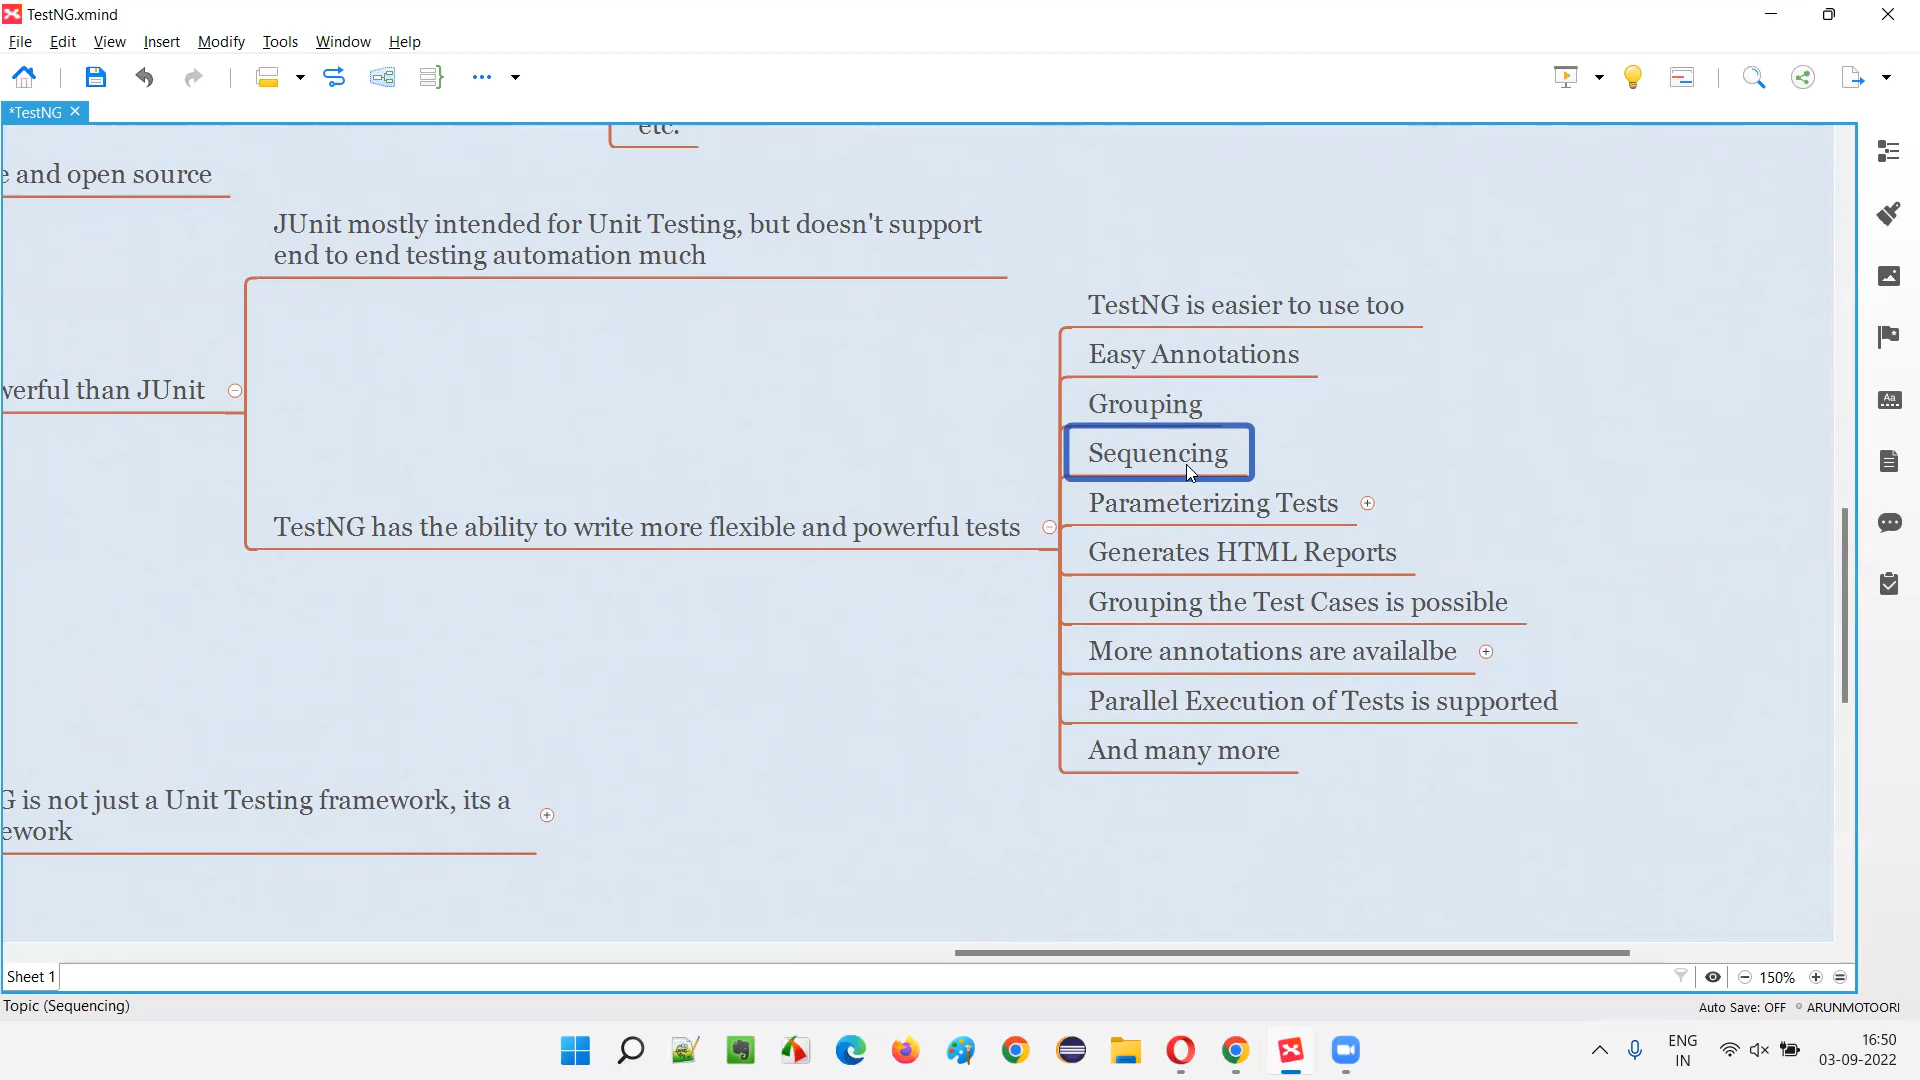 TestNG.xmind
File Edit View Insert Modify Tools Window Help
*TestNG
etc.
e and open source
JUnit mostly intended for Unit Testing, but doesn't support
end to end testing automation much
TestNG is easier to use too
Easy Annotations
werful than JUnit
Grouping
Sequencing
Parameterizing Tests
TestNG has the ability to write more flexible and powerful tests
Generates HTML Reports
Grouping the Test Cases is possible
More annotations are availalbe
Parallel Execution of Tests is supported
And many more
G is not just a Unit Testing framework, its a
ework
Aa
Sheet 1
150%
Topic (Sequencing)
Auto Save: OFF ARUNMOTOORI
ENG
IN
16:50
03-09-2022